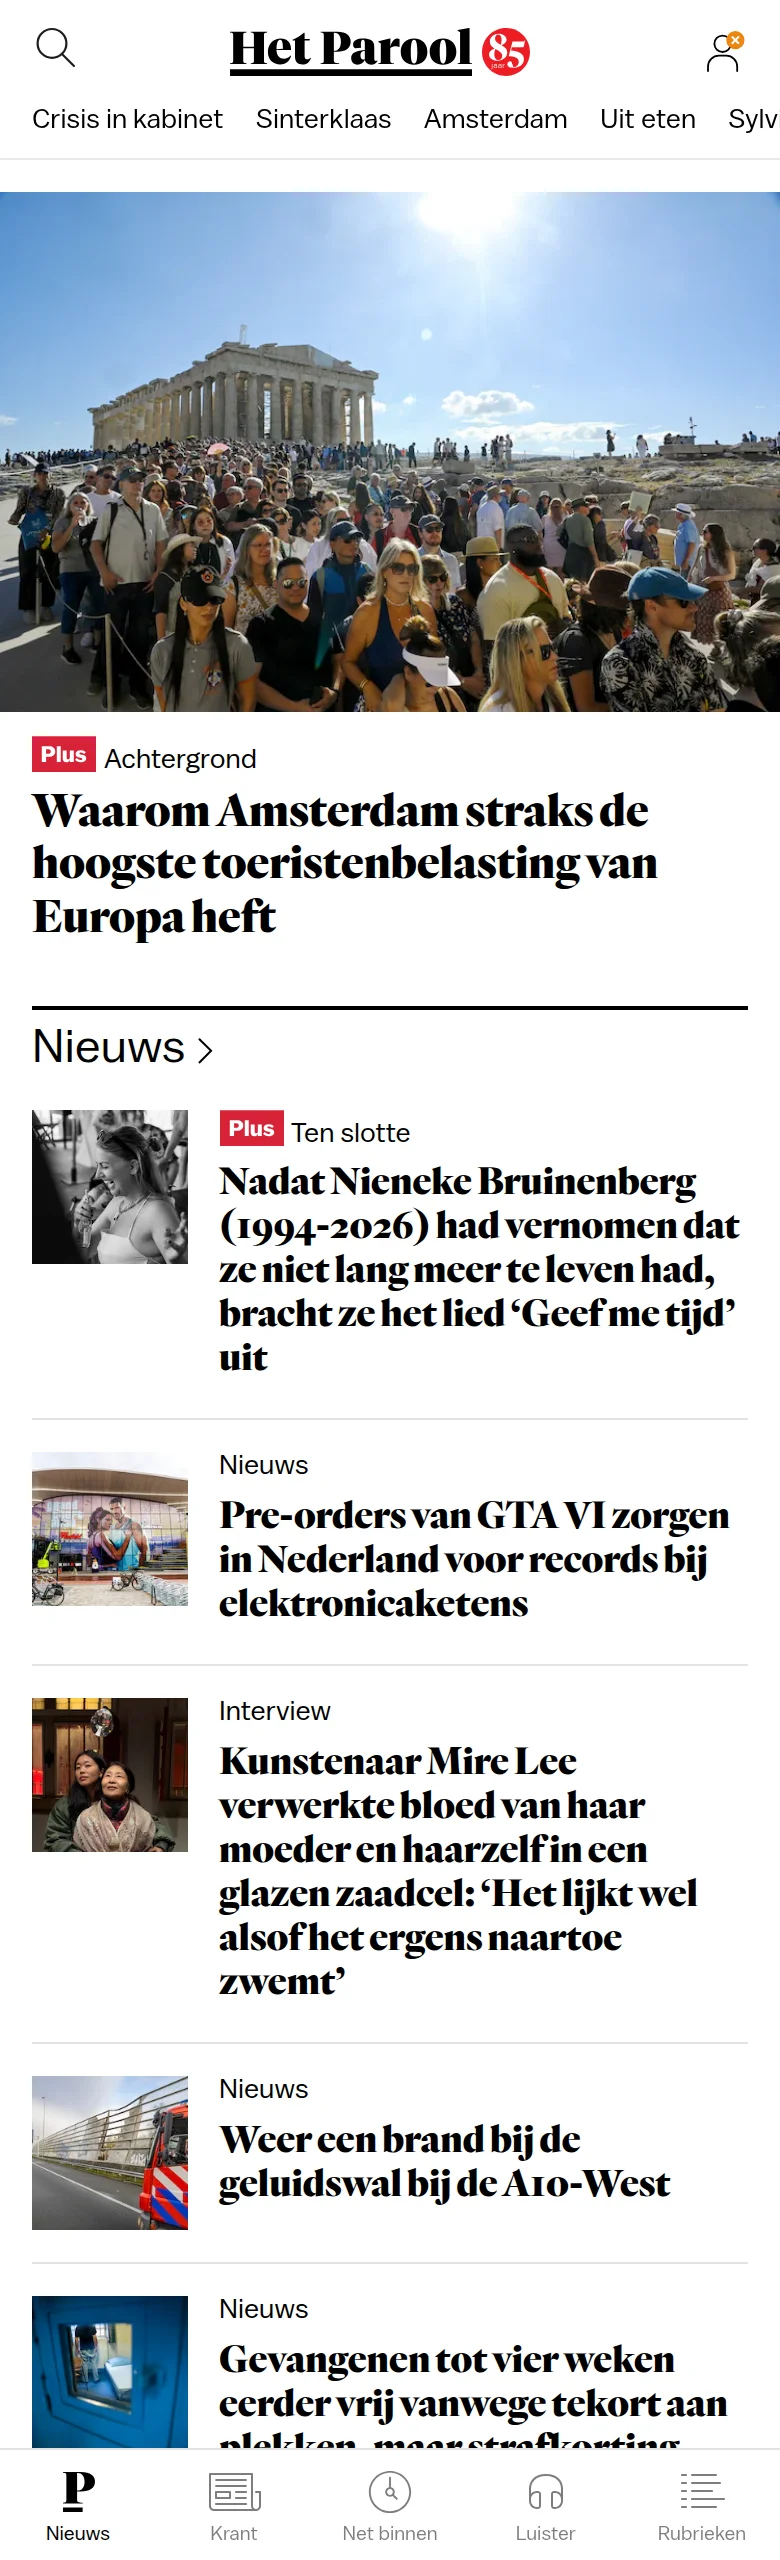 Het Parool 85 jaar
Crisis in kabinet Sinterklaas Amsterdam Uit eten Sylvi
Plus Achtergrond
Waarom Amsterdam straks de
hoogste toeristenbelasting van
Europa heft
Nieuws
Plus Ten slotte
Nadat Nieneke Bruinenberg
(1994-2026) had vernomen dat
ze niet lang meer te leven had,
bracht ze het lied ‘Geef me tijd’
uit
Nieuws
Pre-orders van GTA VI zorgen
in Nederland voor records bij
elektronicaketens
Interview
Kunstenaar Mire Lee
verwerkte bloed van haar
moeder en haarzelf in een
glazen zaadcel: ‘Het lijkt wel
alsof het ergens naartoe
zwemt’
Nieuws
Weer een brand bij de
geluidswal bij de A10-West
Nieuws
Gevangenen tot vier weken
eerder vrij vanwege tekort aan
plekken, maar strafkorting
P
Nieuws Krant Net binnen Luister Rubrieken